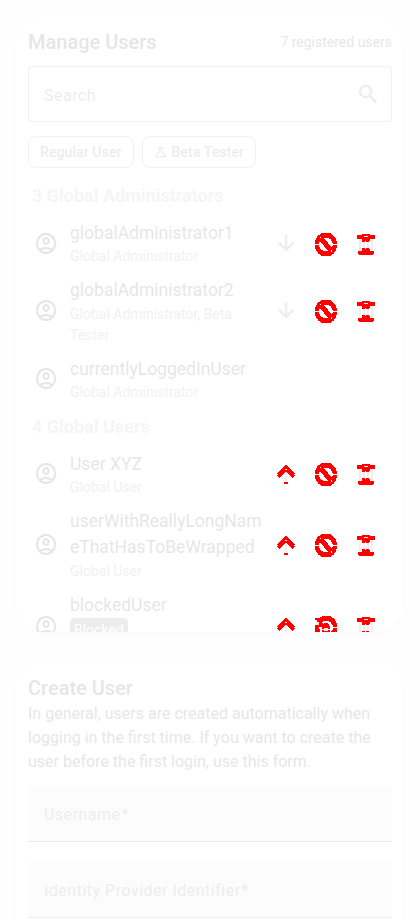 Manage Users
7 registered users
Search
Regular User
Beta Tester
3 Global Administrators
globalAdministrator1
Global Administrator
globalAdministrator2
Global Administrator, Beta
Tester
currentlyLoggedInUser
Global Administrator
4 Global Users
User XYZ
Global User
userWithReallyLongNam
eThatHasToBeWrapped
Global User
blockedUser
Blocked
Create User
In general, users are created automatically when
logging in the first time. If you want to create the
user before the first login, use this form.
Username*
Identity Provider Identifier*